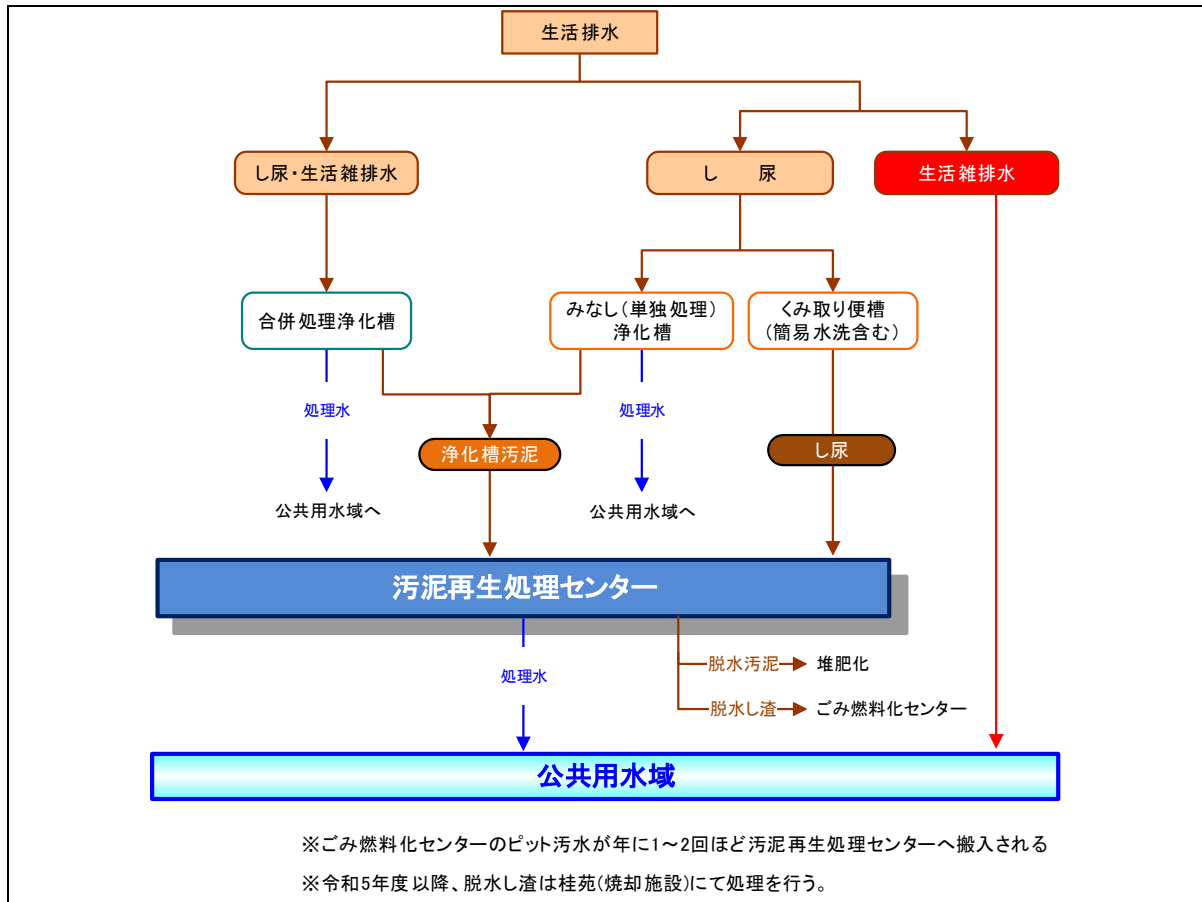 生活排水
し尿・生活雑排水
し　尿
生活雑排水
合併処理浄化槽
みなし(単独処理)
浄化槽
くみ取り便槽
(簡易水洗含む)
処理水
処理水
浄化槽汚泥
し尿
公共用水域へ
公共用水域へ
汚泥再生処理センター
処理水
脱水汚泥
堆肥化
脱水し渣
ごみ燃料化センター
公共用水域
※ごみ燃料化センターのピット汚水が年に1～2回ほど汚泥再生処理センターへ搬入される
※令和5年度以降、脱水し渣は桂苑(焼却施設)にて処理を行う。